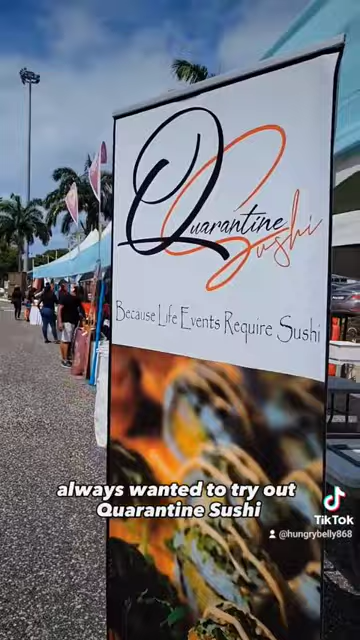 Quarantine
Sushi
Because Life Events Require Sushi
always wanted to try out
Quarantine Sushi
TikTok
@hungrybelly868